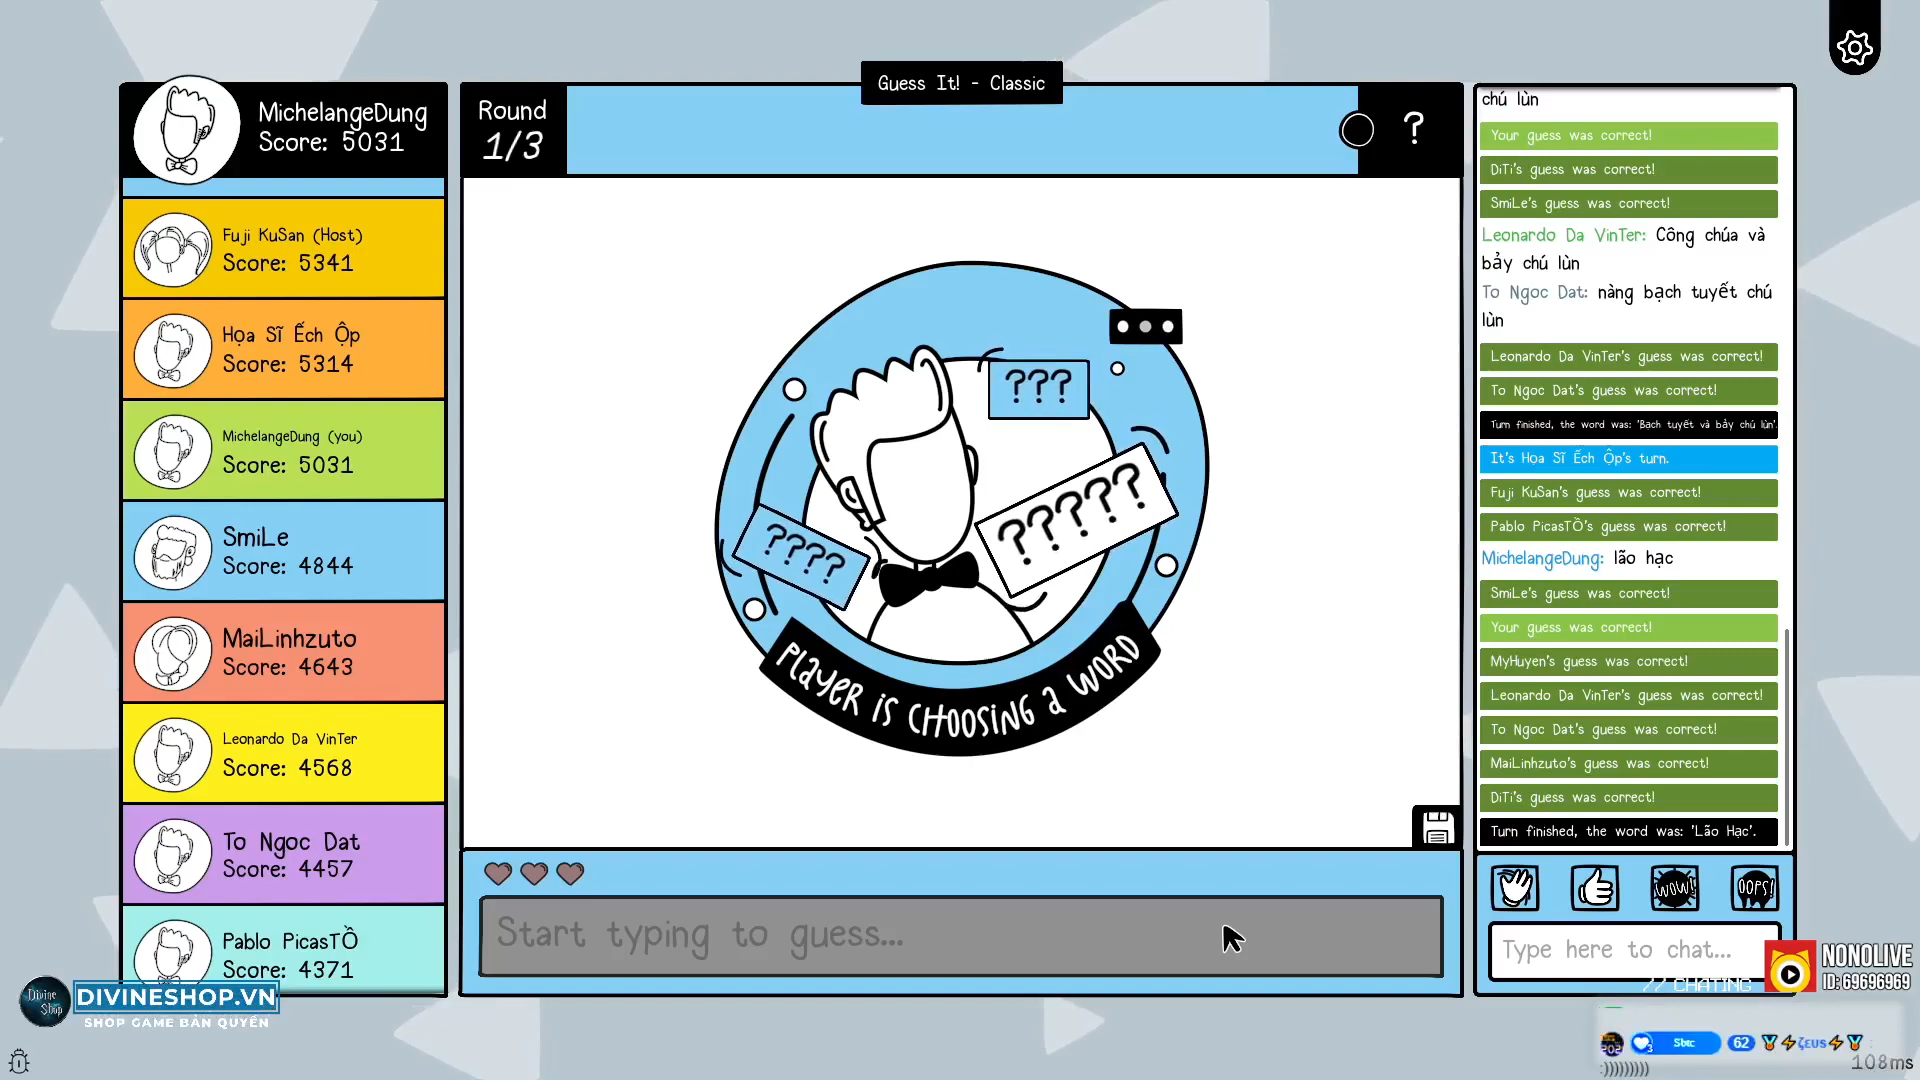 Guess It! - Classic
MichelangeDung
Score: 5031
Round
1/3
?
Fuji KuSan (Host)
Score: 5341
Họa Sĩ Ếch Ộp
Score: 5314
MichelangeDung (you)
Score: 5031
SmiLe
Score: 4844
MaiLinhzuto
Score: 4643
Leonardo Da VinTer
Score: 4568
To Ngoc Dat
Score: 4457
Pablo PicasTỒ
Score: 4371
???
????
?????
PLAYER IS CHOOSING A WORD
Start typing to guess...
chú lùn
Your guess was correct!
DiTi's guess was correct!
SmiLe's guess was correct!
Leonardo Da VinTer: Công chúa và
bảy chú lùn
To Ngoc Dat: nàng bạch tuyết chú
lùn
Leonardo Da VinTer's guess was correct!
To Ngoc Dat's guess was correct!
Turn finished, the word was: 'Bạch tuyết và bảy chú lùn'.
It's Họa Sĩ Ếch Ộp's turn.
Fuji KuSan's guess was correct!
Pablo PicasTỒ's guess was correct!
MichelangeDung: lão hạc
SmiLe's guess was correct!
Your guess was correct!
MyHuyen's guess was correct!
Leonardo Da VinTer's guess was correct!
To Ngoc Dat's guess was correct!
MaiLinhzuto's guess was correct!
DiTi's guess was correct!
Turn finished, the word was: 'Lão Hạc'.
WOW!
OOPS!
Type here to chat...
// CHATING
NONOLIVE
ID: 69696969
Divine
Shop
DIVINESHOP.VN
SHOP GAME BẢN QUYỀN
62
ZEUS
:))))))))))
108ms